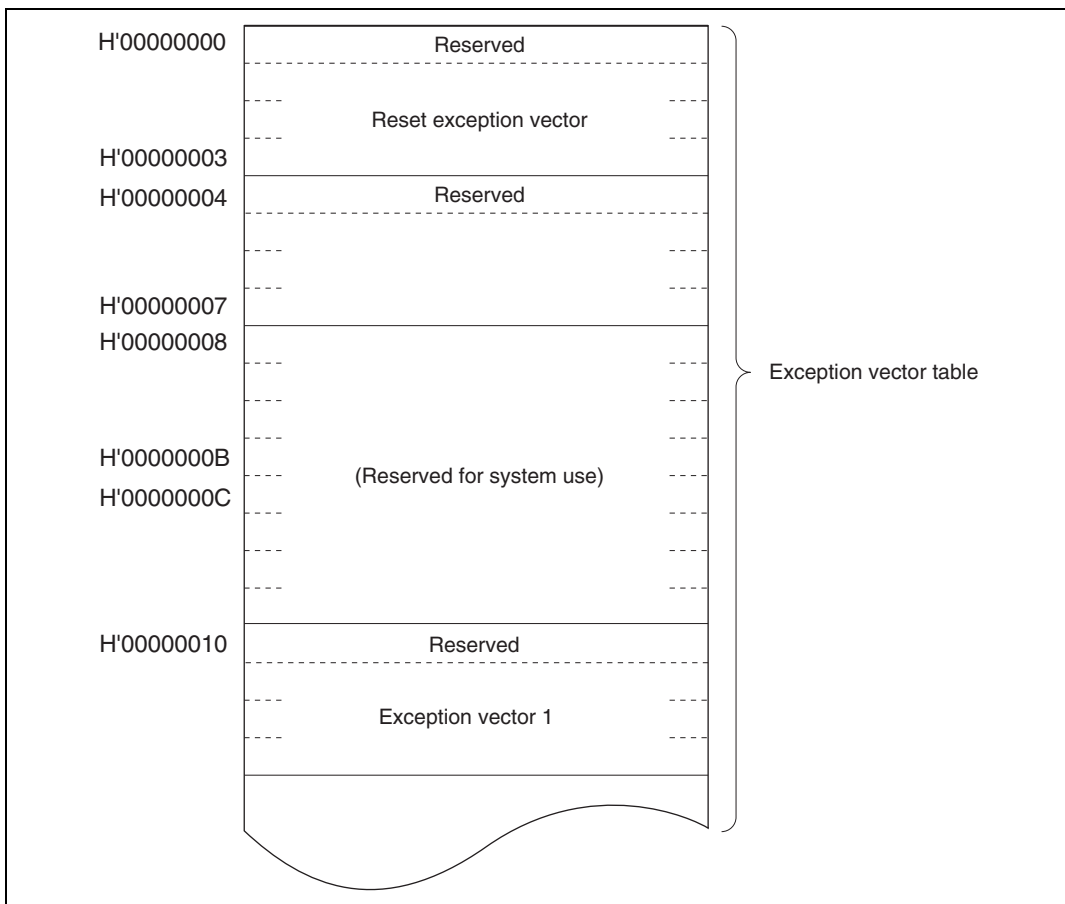 H'00000000 Reserved
Reset exception vector
H'00000003
H'00000004 Reserved
H'00000007
H'00000008
Exception vector table
H'0000000B
(Reserved for system use)
H'0000000C
H'00000010 Reserved
Exception vector 1